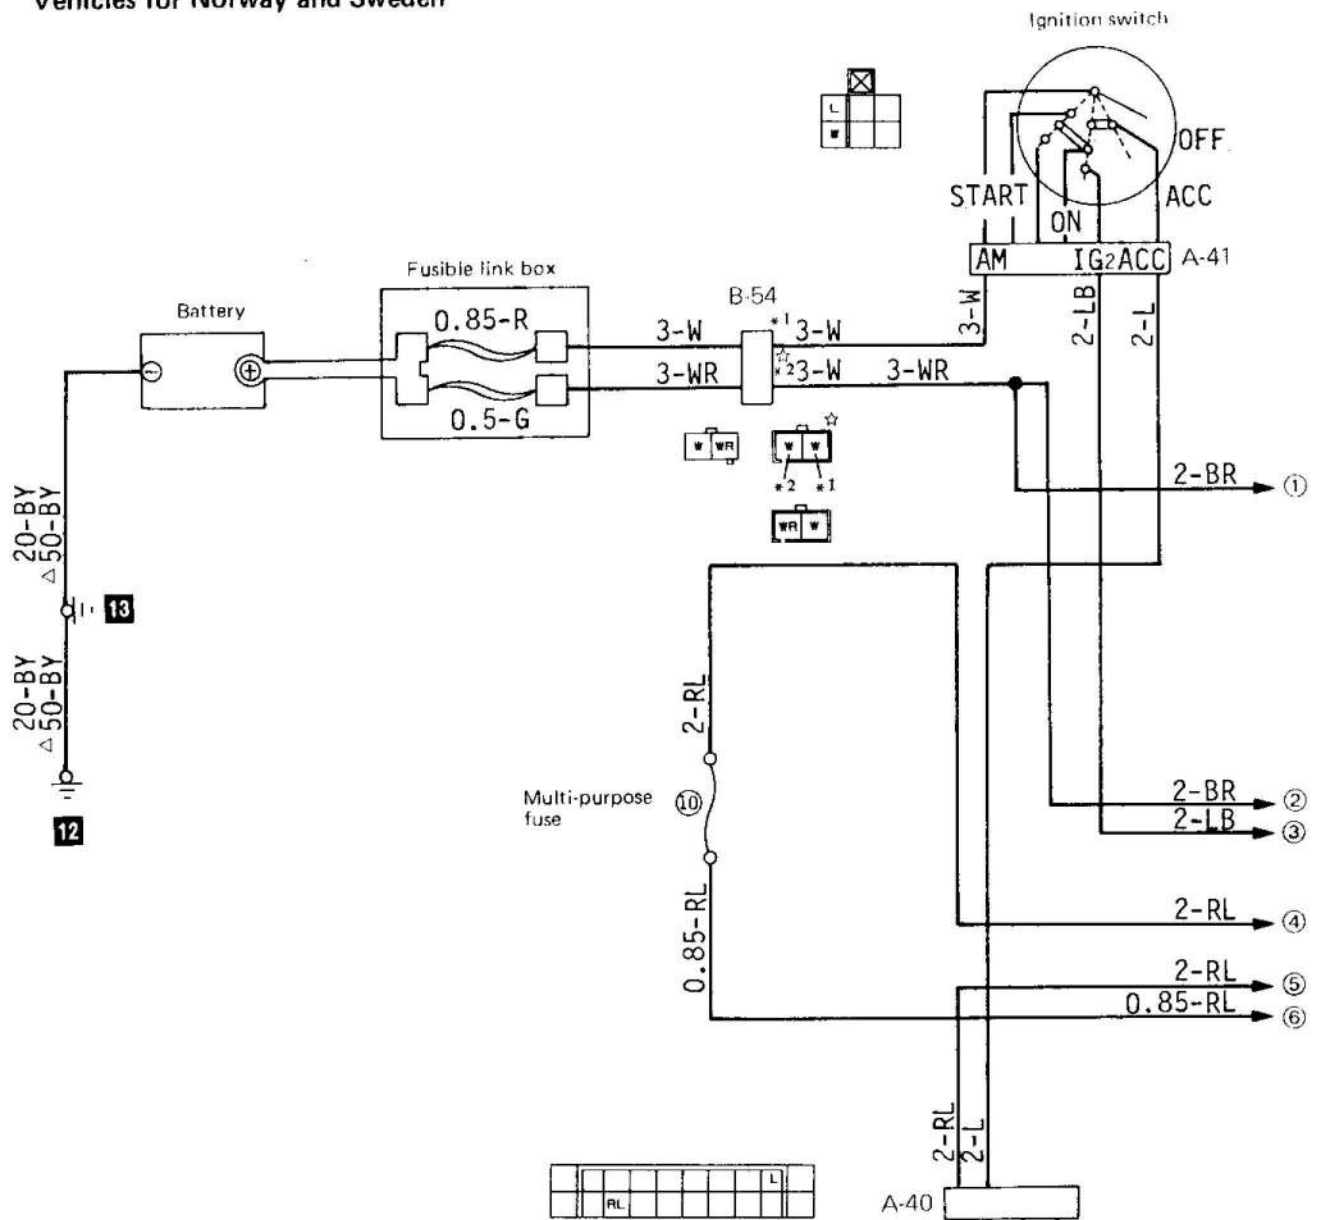 Vehicles for Norway and Sweden
Ignition switch
L
W
OFF
START
ACC
ON
AM IG2 ACC A-41
Fusible link box
B-54
Battery
0.85-R
3-W
*1
3-W
3-W
2-LB
2-L
☆
3-WR
*2 3-W
3-WR
0.5-G
− +
W WR
☆
W W
*2 *1
WR W
2-BR ①
20-BY
△50-BY
13
20-BY
△50-BY
12
2-RL
Multi-purpose
fuse
⑩
2-BR ②
2-LB ③
0.85-RL
2-RL ④
2-RL ⑤
0.85-RL ⑥
2-RL
2-L
L
RL
A-40